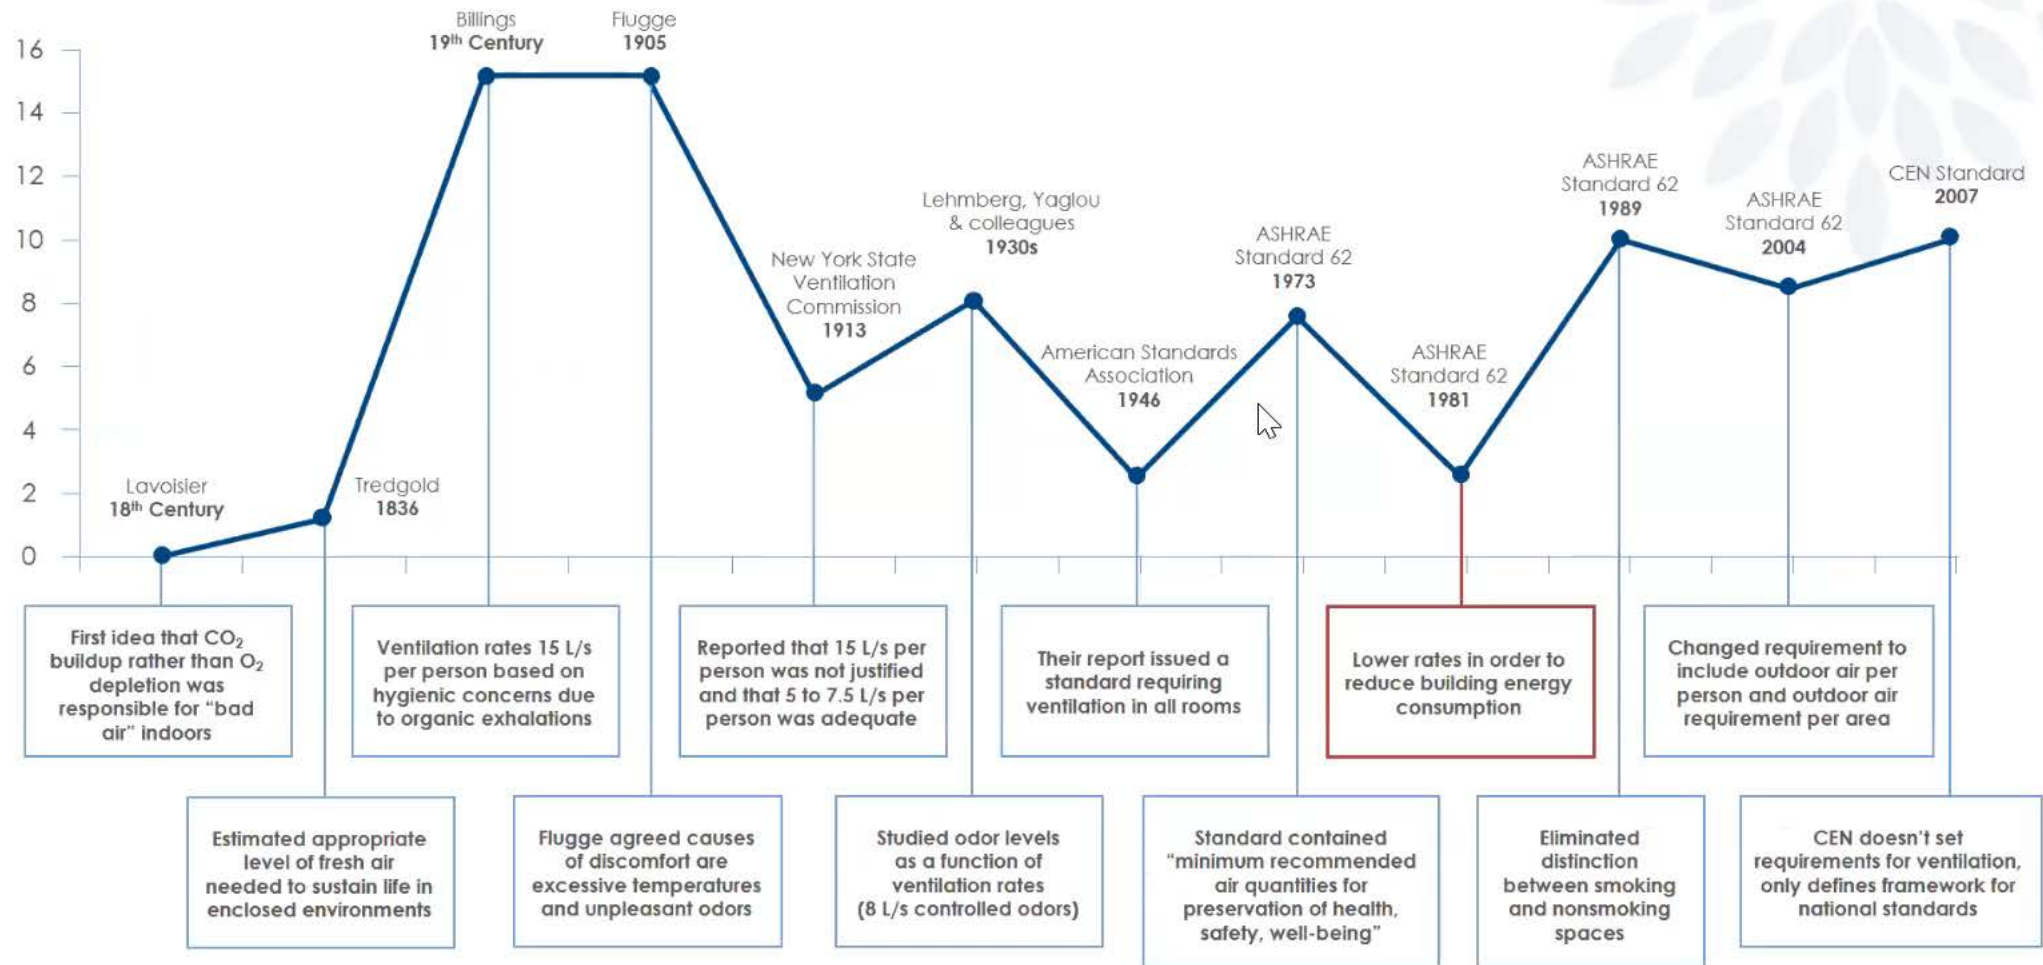 Billings
19th Century
Flugge
1905
16
14
12
10
8
6
4
2
0
Lavoisier
18th Century
Tredgold
1836
New York State
Ventilation
Commission
1913
Lehmberg, Yaglou
& colleagues
1930s
American Standards
Association
1946
ASHRAE
Standard 62
1973
ASHRAE
Standard 62
1981
ASHRAE
Standard 62
1989
ASHRAE
Standard 62
2004
CEN Standard
2007
First idea that CO₂
buildup rather than O₂
depletion was
responsible for “bad
air” indoors
Ventilation rates 15 L/s
per person based on
hygienic concerns due
to organic exhalations
Reported that 15 L/s per
person was not justified
and that 5 to 7.5 L/s per
person was adequate
Their report issued a
standard requiring
ventilation in all rooms
Lower rates in order to
reduce building energy
consumption
Changed requirement to
include outdoor air per
person and outdoor air
requirement per area
Estimated appropriate
level of fresh air
needed to sustain life in
enclosed environments
Flugge agreed causes
of discomfort are
excessive temperatures
and unpleasant odors
Studied odor levels
as a function of
ventilation rates
(8 L/s controlled odors)
Standard contained
“minimum recommended
air quantities for
preservation of health,
safety, well-being”
Eliminated
distinction
between smoking
and nonsmoking
spaces
CEN doesn't set
requirements for ventilation,
only defines framework for
national standards